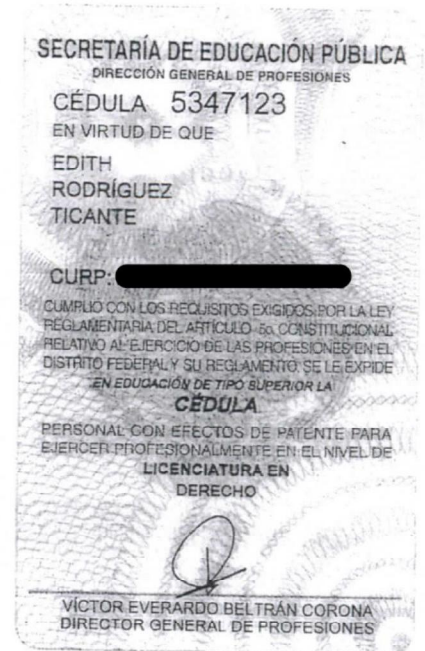 SECRETARÍA DE EDUCACIÓN PÚBLICA
DIRECCIÓN GENERAL DE PROFESIONES
CÉDULA 5347123
EN VIRTUD DE QUE
EDITH
RODRÍGUEZ
TICANTE
CURP:
CUMPLIO CON LOS REQUISITOS EXIGIDOS POR LA LEY
REGLAMENTARIA DEL ARTÍCULO 5o. CONSTITUCIONAL
RELATIVO AL EJERCICIO DE LAS PROFESIONES EN EL
DISTRITO FEDERAL Y SU REGLAMENTO SE LE EXPIDE
EN EDUCACIÓN DE TIPO SUPERIOR LA
CÉDULA
PERSONAL CON EFECTOS DE PATENTE PARA
EJERCER PROFESIONALMENTE EN EL NIVEL DE
LICENCIATURA EN
DERECHO
VÍCTOR EVERARDO BELTRÁN CORONA
DIRECTOR GENERAL DE PROFESIONES